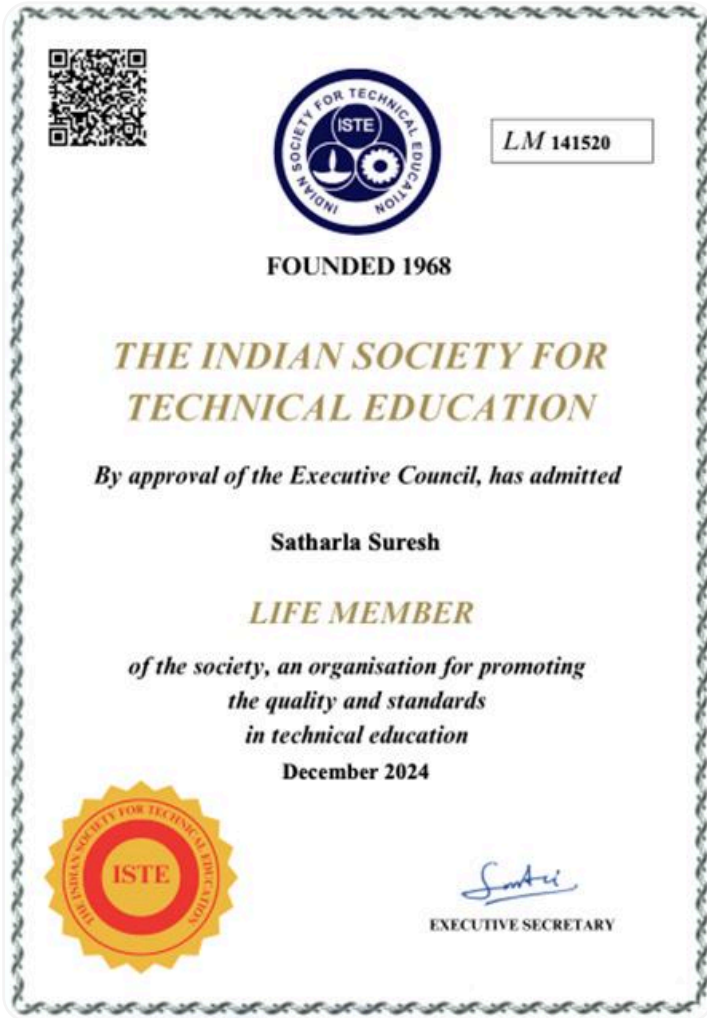 INDIAN SOCIETY FOR TECHNICAL EDUCATION
ISTE
LM 141520
FOUNDED 1968
THE INDIAN SOCIETY FOR
TECHNICAL EDUCATION
By approval of the Executive Council, has admitted
Satharla Suresh
LIFE MEMBER
of the society, an organisation for promoting
the quality and standards
in technical education
December 2024
THE INDIAN SOCIETY FOR TECHNICAL EDUCATION
ISTE
EXECUTIVE SECRETARY